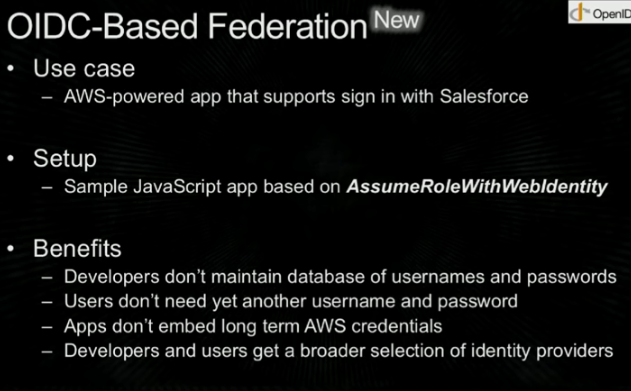 OIDC-Based Federation New
OpenID
• Use case
– AWS-powered app that supports sign in with Salesforce
• Setup
– Sample JavaScript app based on AssumeRoleWithWebIdentity
• Benefits
– Developers don't maintain database of usernames and passwords
– Users don't need yet another username and password
– Apps don't embed long term AWS credentials
– Developers and users get a broader selection of identity providers